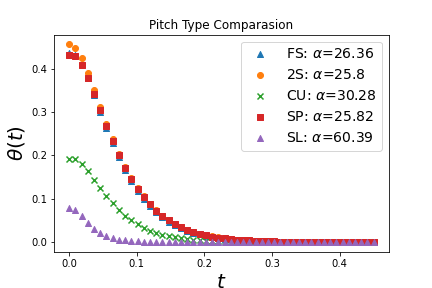 Pitch Type Comparasion
FS: α=26.36
2S: α=25.8
CU: α=30.28
SP: α=25.82
SL: α=60.39
θ(t)
0.4
0.3
0.2
0.1
0.0
0.0 0.1 0.2 0.3 0.4
t